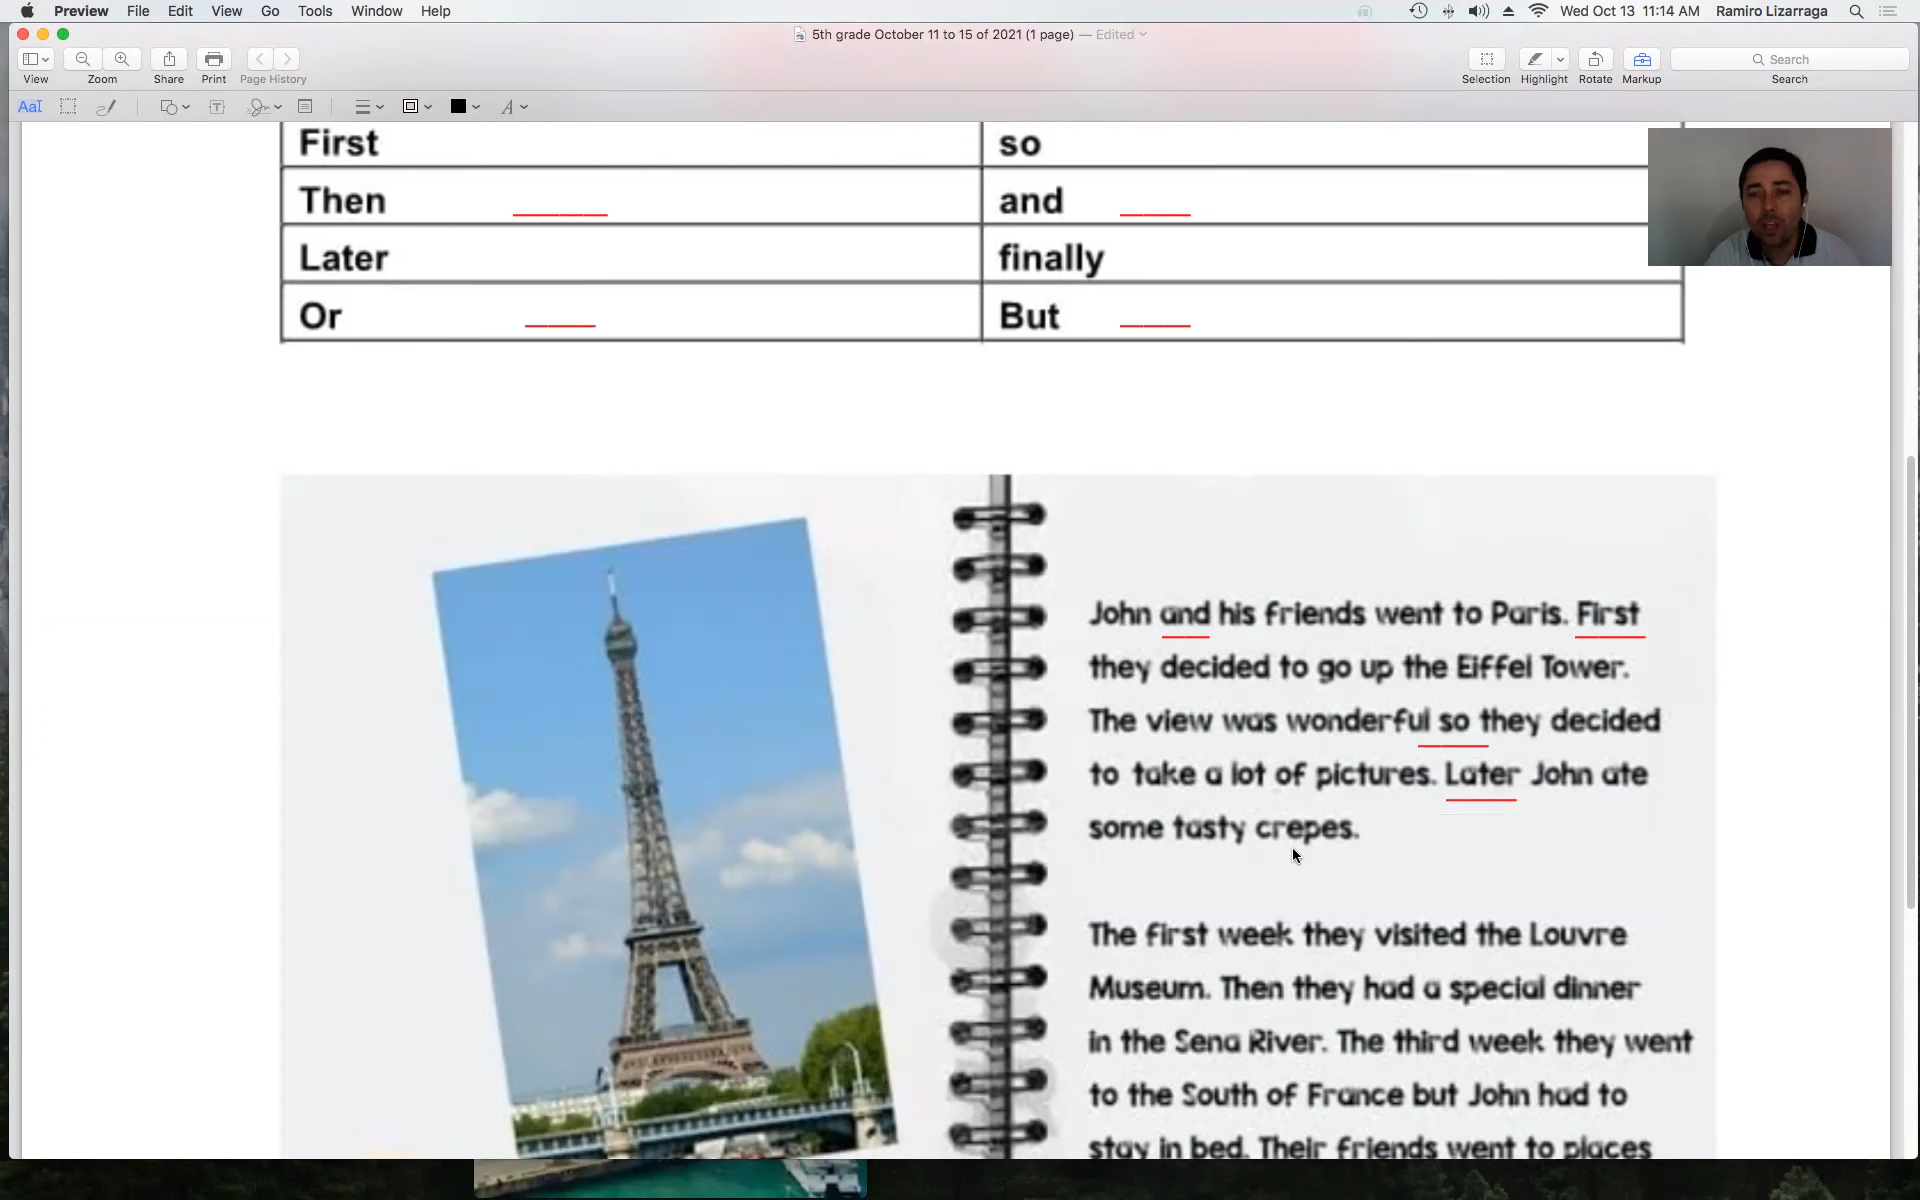 Preview File Edit View Go Tools Window Help Wed Oct 13 11:14 AM Ramiro Lizarraga
5th grade October 11 to 15 of 2021 (1 page) — Edited
View Zoom Share Print Page History Selection Highlight Rotate Markup Search
Search
AaI T A
First so
Then and
Later finally
Or But
John and his friends went to Paris. First
they decided to go up the Eiffel Tower.
The view was wonderful so they decided
to take a lot of pictures. Later John ate
some tasty crepes.
The first week they visited the Louvre
Museum. Then they had a special dinner
in the Sena River. The third week they went
to the South of France but John had to
stay in bed. Their friends went to places